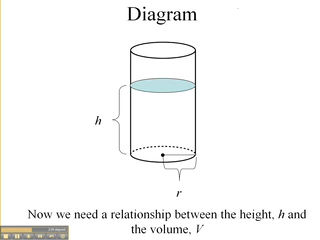 Diagram
h
r
Now we need a relationship between the height, h and
the volume, V